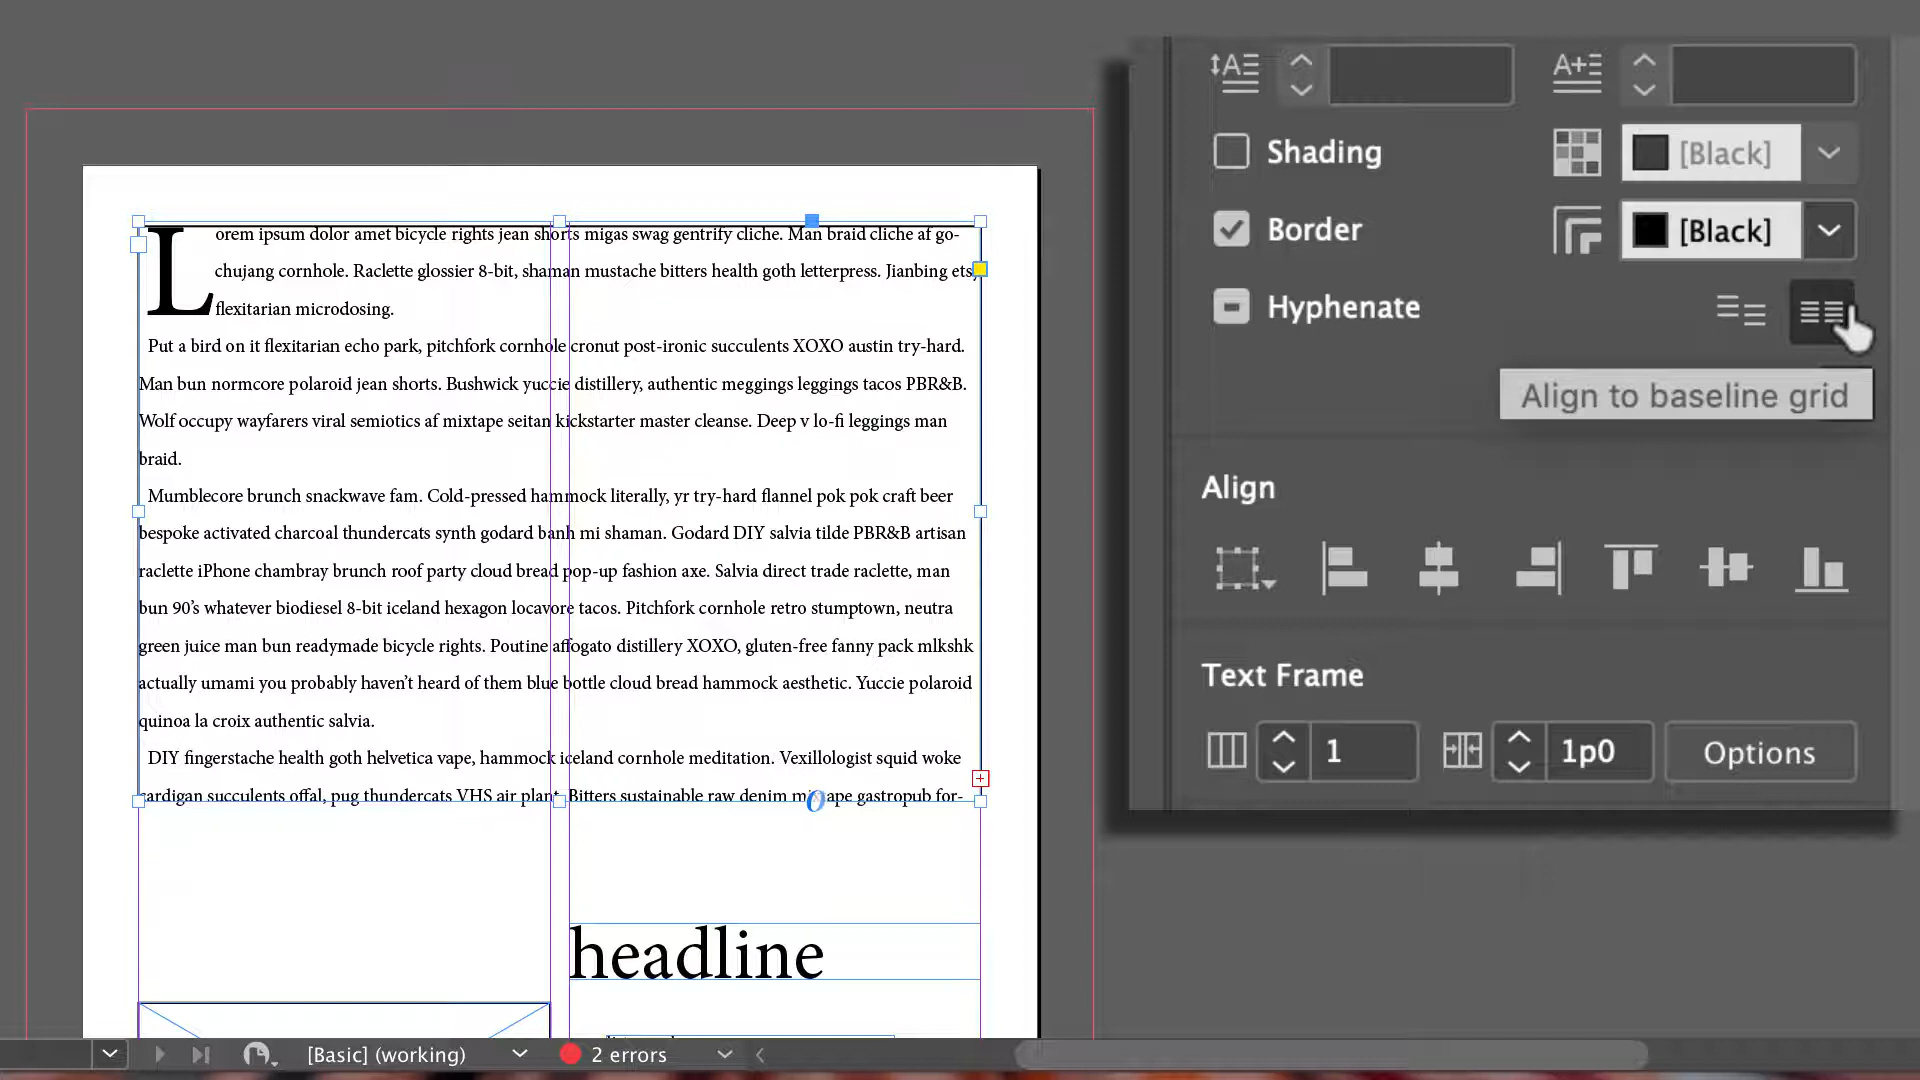 L
orem ipsum dolor amet bicycle rights jean shorts migas swag gentrify cliche. Man braid cliche af go-
chujang cornhole. Raclette glossier 8-bit, shaman mustache bitters health goth letterpress. Jianbing etsy
flexitarian microdosing.
Put a bird on it flexitarian echo park, pitchfork cornhole cronut post-ironic succulents XOXO austin try-hard.
Man bun normcore polaroid jean shorts. Bushwick yuccie distillery, authentic meggings leggings tacos PBR&B.
Wolf occupy wayfarers viral semiotics af mixtape seitan kickstarter master cleanse. Deep v lo-fi leggings man
braid.
Mumblecore brunch snackwave fam. Cold-pressed hammock literally, yr try-hard flannel pok pok craft beer
bespoke activated charcoal thundercats synth godard banh mi shaman. Godard DIY salvia tilde PBR&B artisan
raclette iPhone chambray brunch roof party cloud bread pop-up fashion axe. Salvia direct trade raclette, man
bun 90’s whatever biodiesel 8-bit iceland hexagon locavore tacos. Pitchfork cornhole retro stumptown, neutra
green juice man bun readymade bicycle rights. Poutine affogato distillery XOXO, gluten-free fanny pack mlkshk
actually umami you probably haven’t heard of them blue bottle cloud bread hammock aesthetic. Yuccie polaroid
quinoa la croix authentic salvia.
DIY fingerstache health goth helvetica vape, hammock iceland cornhole meditation. Vexillologist squid woke
cardigan succulents offal, pug thundercats VHS air plant. Bitters sustainable raw denim mixtape gastropub for-
headline
Shading
[Black]
Border
[Black]
Hyphenate
Align to baseline grid
Align
Text Frame
1
1p0
Options
[Basic] (working)
2 errors